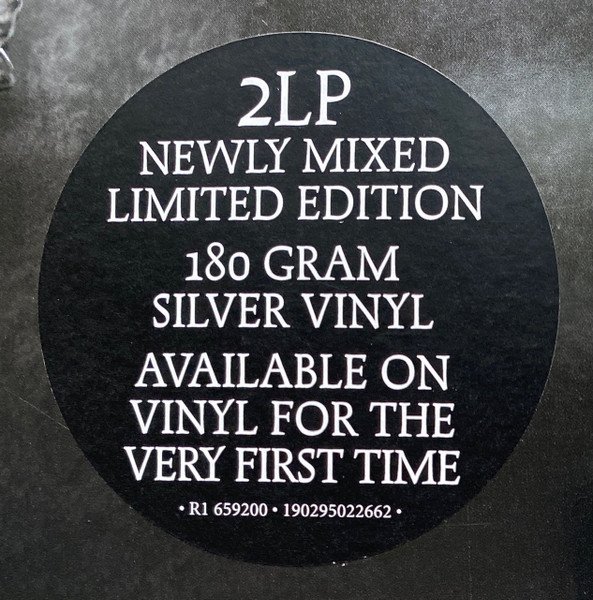 2LP
NEWLY MIXED
LIMITED EDITION
180 GRAM
SILVER VINYL
AVAILABLE ON
VINYL FOR THE
VERY FIRST TIME
• R1 659200 • 190295022662 •